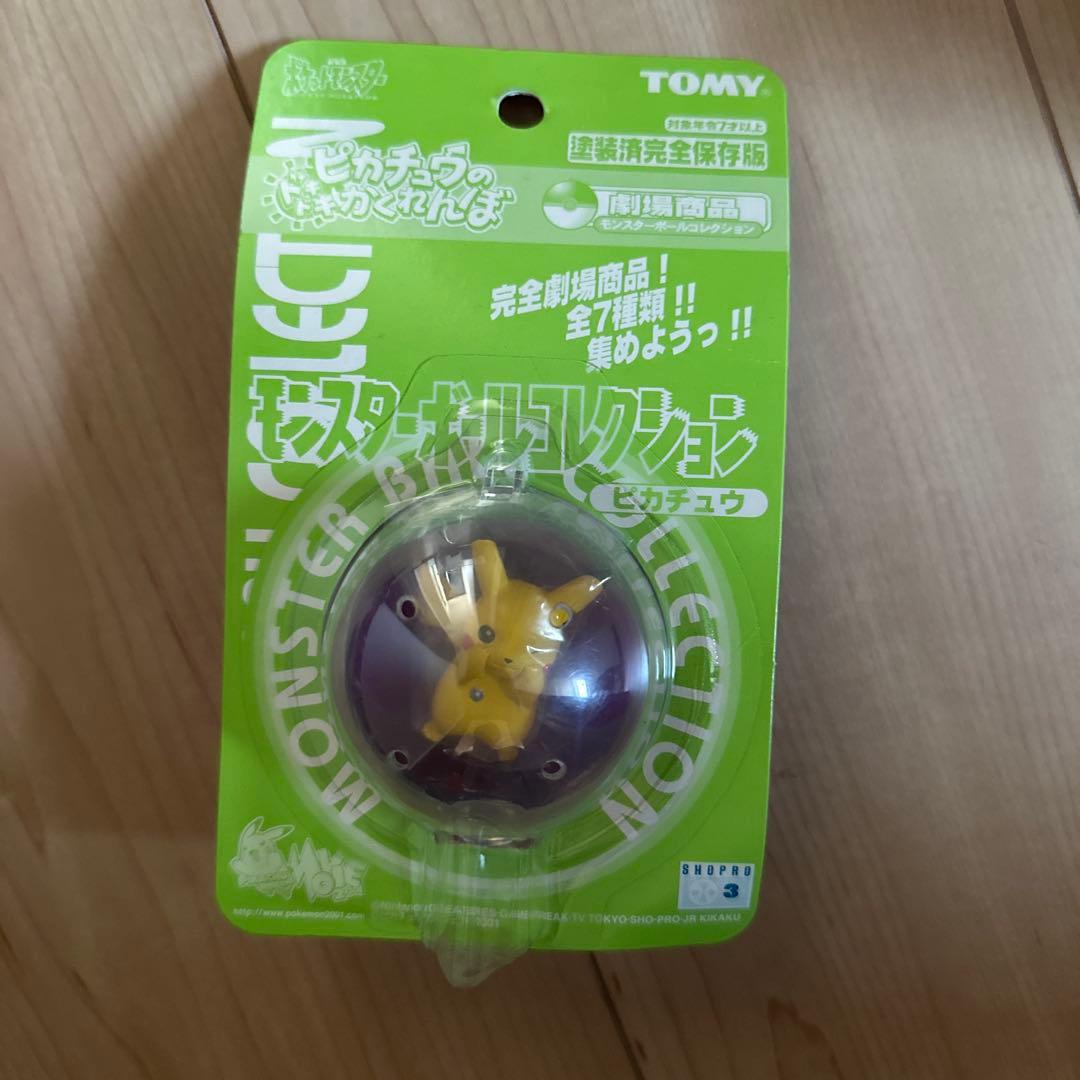 ポケットモンスター
TOMY
対象年令7才以上
塗装済完全保存版
ピカチュウの
ドキドキかくれんぼ
劇場商品
モンスターボールコレクション
完全劇場商品!
全7種類!!
集めようっ!!
モンスターボールコレクション
ピカチュウ
MONSTER BALL COLLECTION
SHOPRO
3
http://www.pokemon2001.com